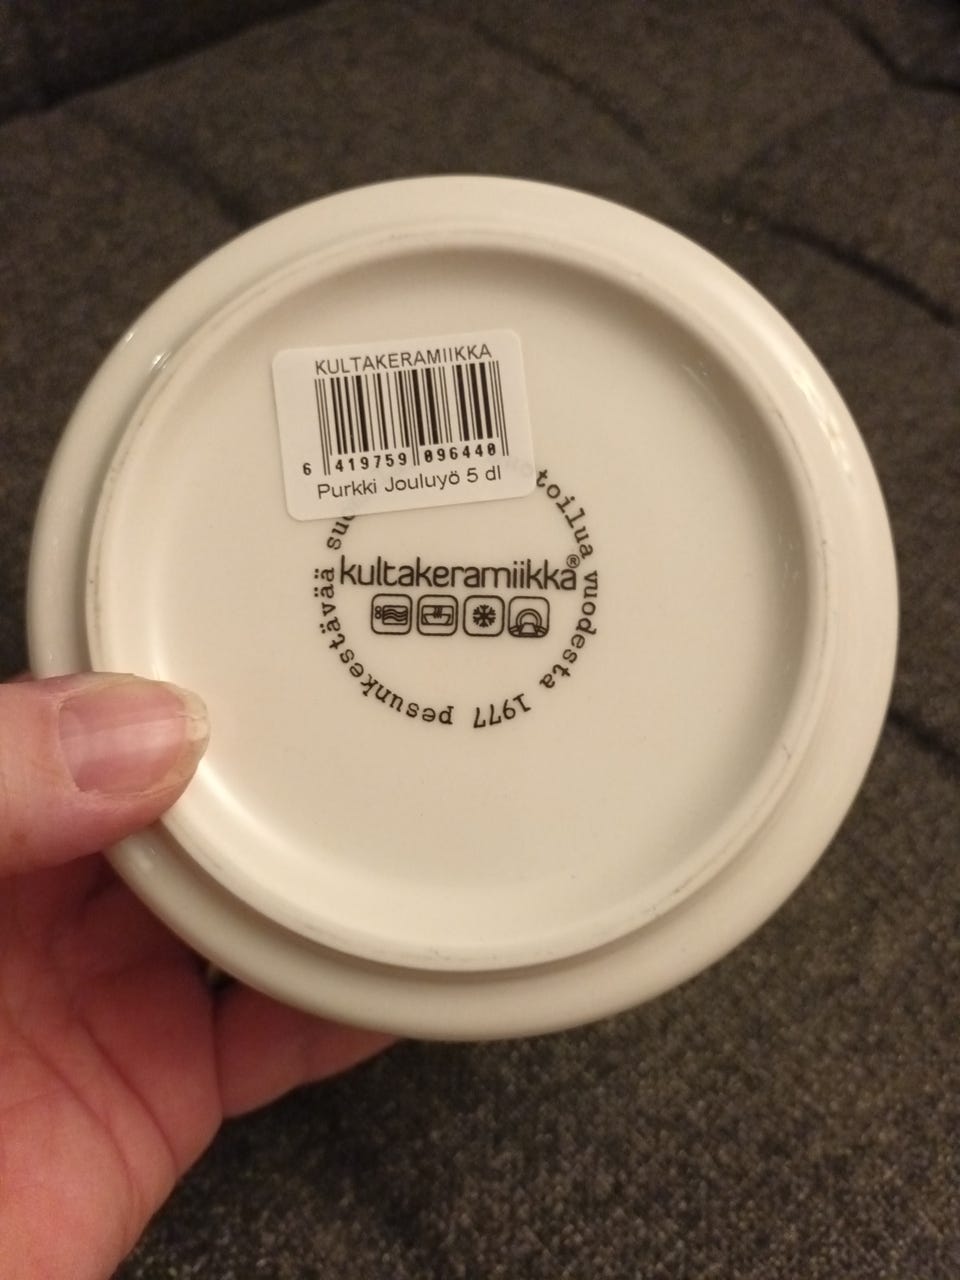 KULTAKERAMIIKKA
6 419759 096440
Purkki Jouluyö 5 dl
kultakeramiikka®
vuodesta 1977 pesunkestävää